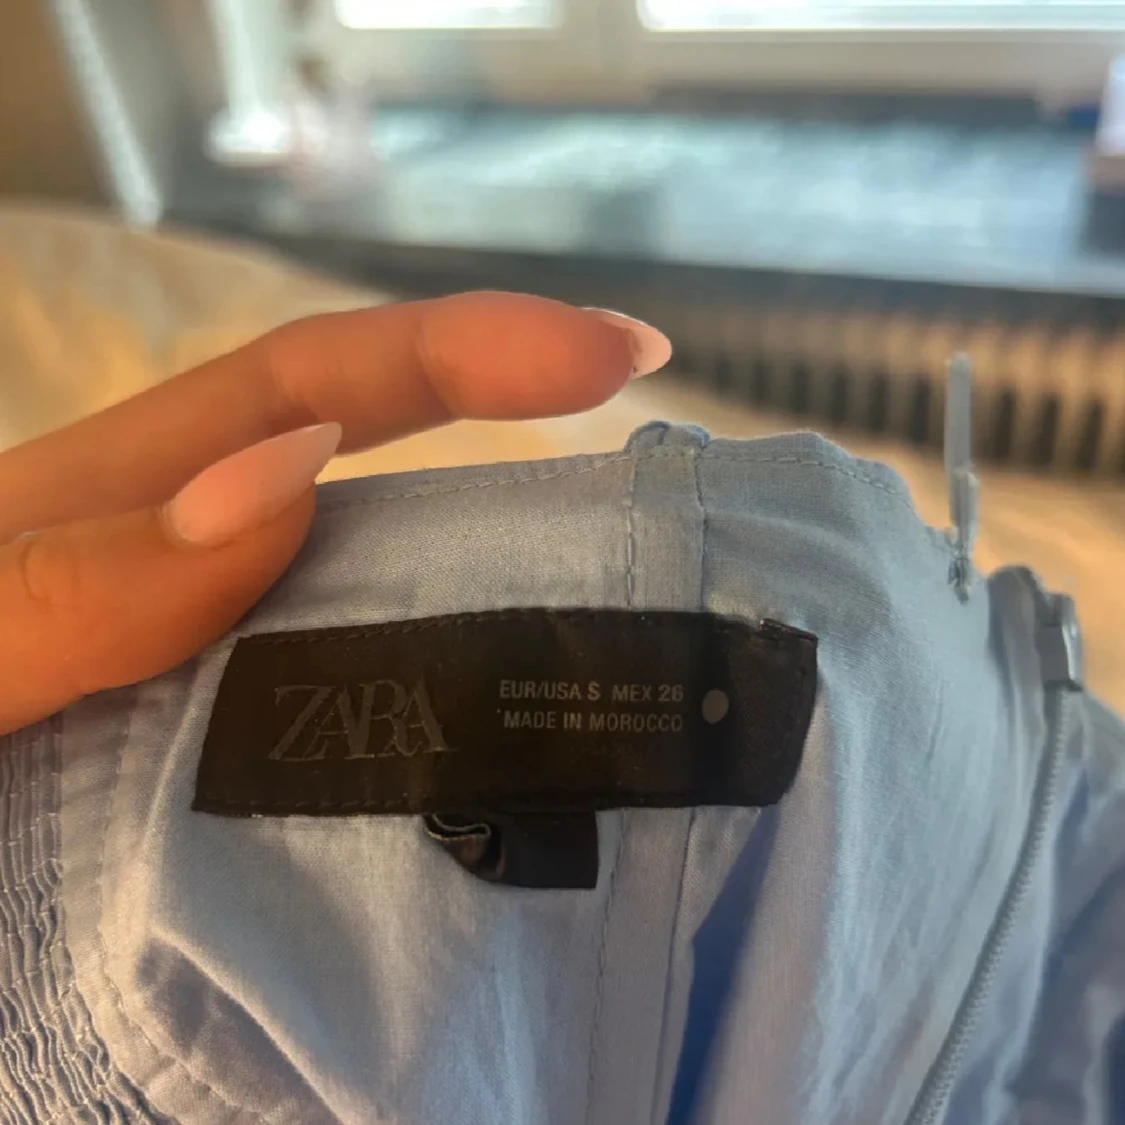 ZARA
EUR/USA S MEX 26
MADE IN MOROCCO